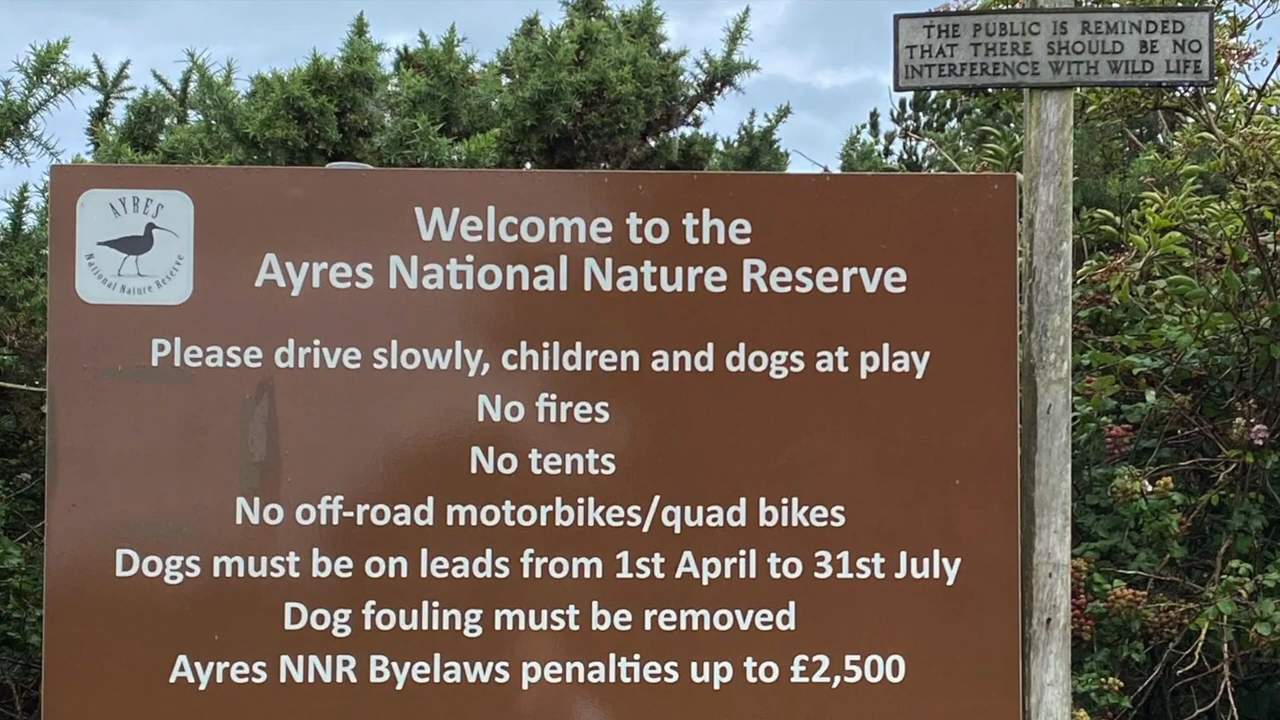 THE PUBLIC IS REMINDED
THAT THERE SHOULD BE NO
INTERFERENCE WITH WILD LIFE
AYRES
National Nature Reserve
Welcome to the
Ayres National Nature Reserve
Please drive slowly, children and dogs at play
No fires
No tents
No off-road motorbikes/quad bikes
Dogs must be on leads from 1st April to 31st July
Dog fouling must be removed
Ayres NNR Byelaws penalties up to £2,500